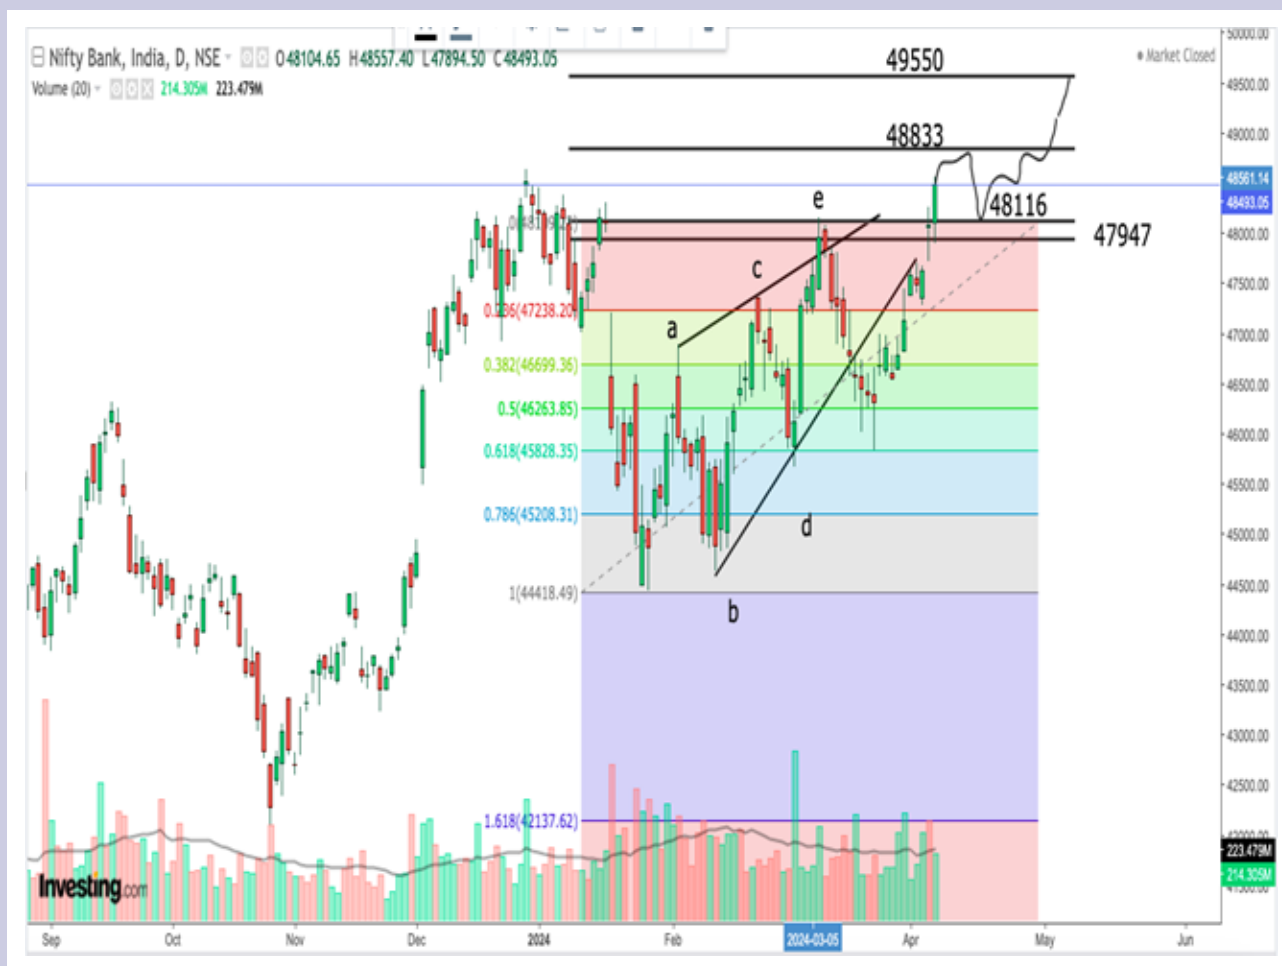 50000.00
Nifty Bank, India, D, NSE O48104.65 H48557.40 L47894.50 C48493.05
Market Closed
Volume (20) 214.305M 223.479M
49550
49500.00
48833
49000.00
48561.14
48493.05
e
48116
47947
48000.00
c
47500.00
a
0.236(47238.20)
47000.00
0.382(46699.36)
46500.00
0.5(46263.85)
46000.00
0.618(45828.35)
45500.00
0.786(45208.31)
d
45000.00
44500.00
1(44418.49)
b
44000.00
43500.00
43000.00
42500.00
1.618(42137.62)
42000.00
223.479M
214.305M
Investing.com
Sep Oct Nov Dec 2024 Feb 2024-03-05 Apr May Jun